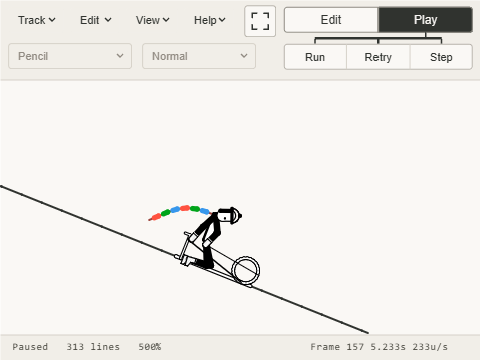 Track Edit View Help Edit Play
Pencil Normal Run Retry Step
Paused 313 lines 500% Frame 157 5.233s 233u/s